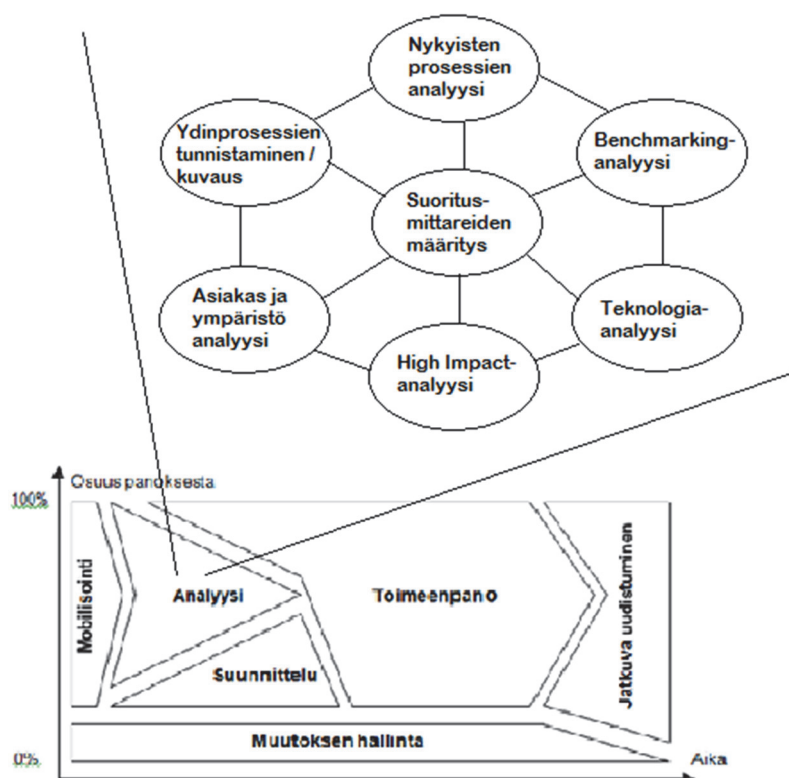 Nykyisten
prosessien
analyysi
Ydinprosessien
tunnistaminen /
kuvaus
Benchmarking-
analyysi
Suoritus-
mittareiden
määritys
Asiakas ja
ympäristö
analyysi
Teknologia-
analyysi
High Impact-
analyysi
Osuus panoksesta
100%
Mobilisointi
Analyysi
Toimeenpano
Jatkuva uudistuminen
Suunnittelu
Muutoksen hallinta
0%
Aika